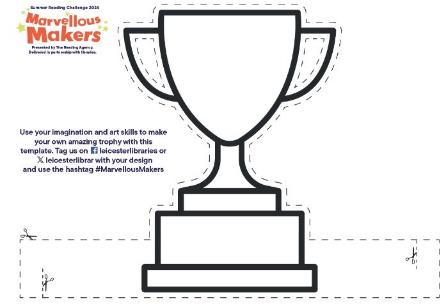 Summer Reading Challenge 2024
Marvellous
Makers
Presented by The Reading Agency.
Delivered in partnership with libraries.
Use your imagination and art skills to make
your own amazing trophy with this
template. Tag us on f leicesterlibraries or
X leicesterlibrar with your design
and use the hashtag #MarvellousMakers